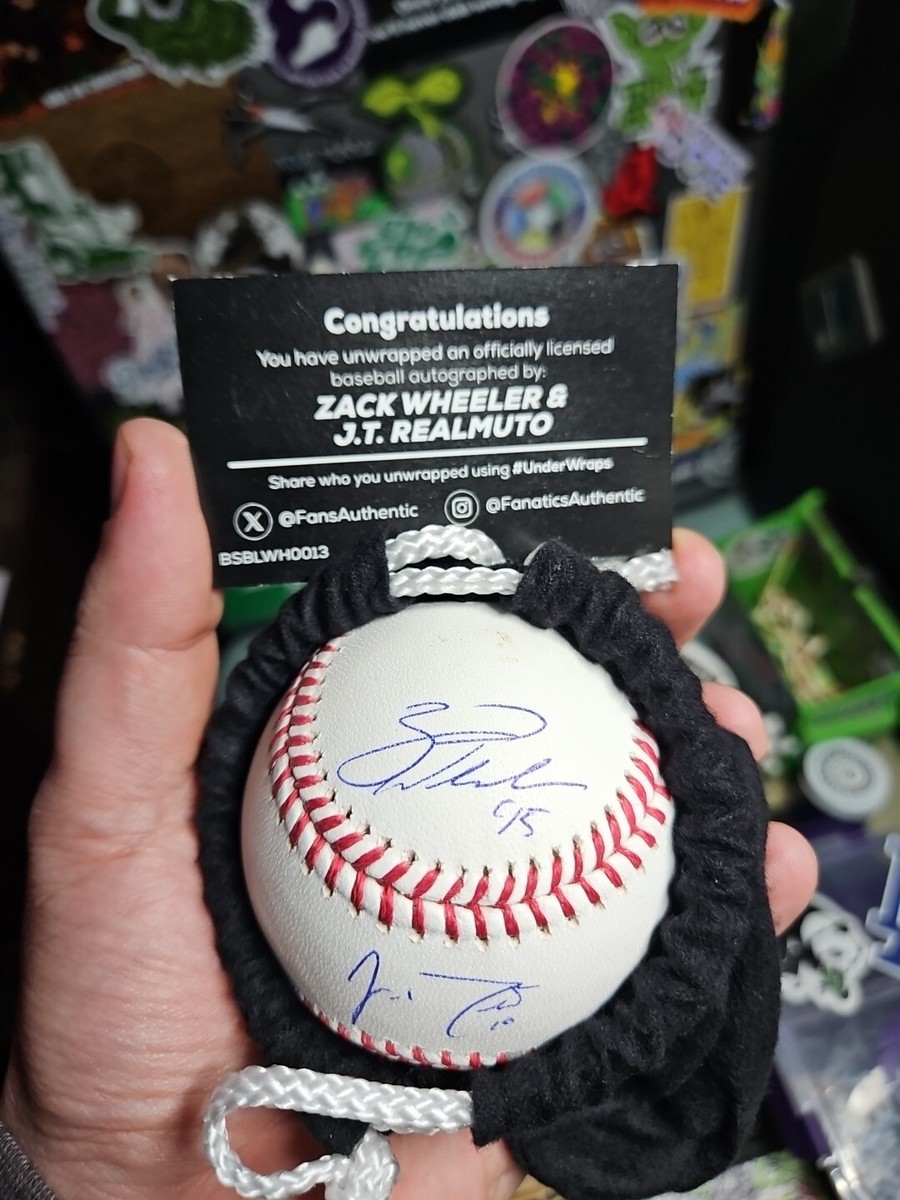 Congratulations
You have unwrapped an officially licensed
baseball autographed by:
ZACK WHEELER &
J.T. REALMUTO
Share who you unwrapped using #UnderWraps
@FansAuthentic @FanaticsAuthentic
BSBLWH0013
45
10